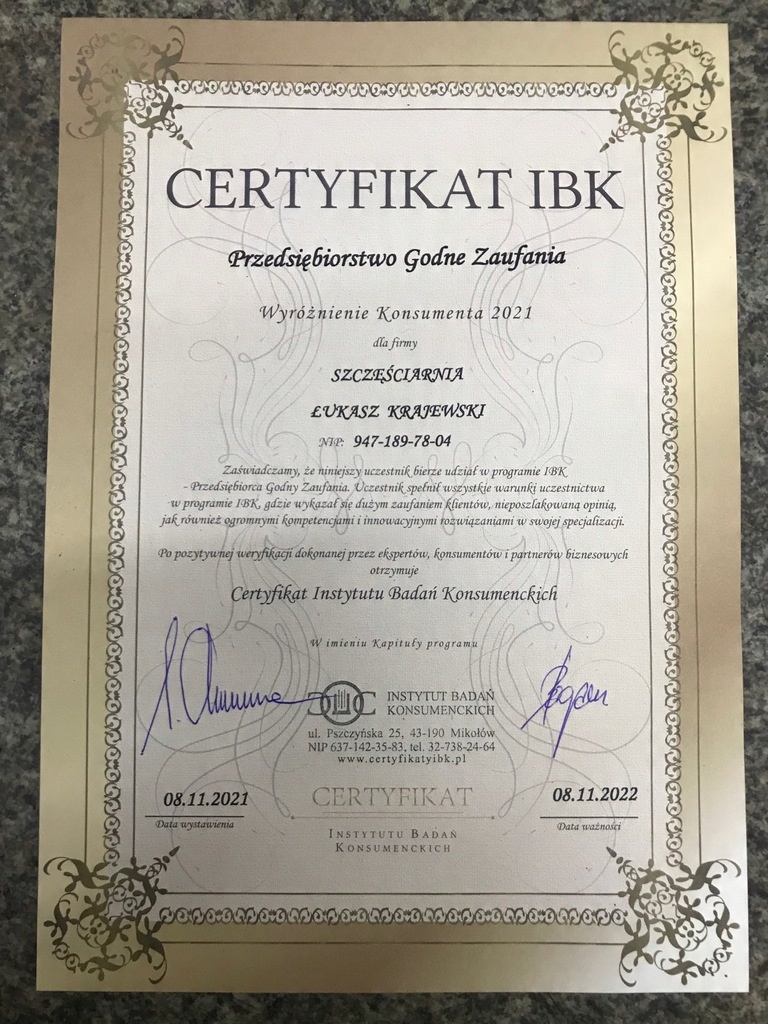 CERTYFIKAT IBK
Przedsiębiorstwo Godne Zaufania
Wyróżnienie Konsumenta 2021
dla firmy
SZCZĘŚCIARNIA
ŁUKASZ KRAJEWSKI
NIP: 947-189-78-04
Zaświadczamy, że niniejszy uczestnik bierze udział w programie IBK
- Przedsiębiorca Godny Zaufania. Uczestnik spełnił wszystkie warunki uczestnictwa
w programie IBK, gdzie wykazał się dużym zaufaniem klientów, nieposzlakowaną opinią,
jak również ogromnymi kompetencjami i innowacyjnymi rozwiązaniami w swojej specjalizacji.
Po pozytywnej weryfikacji dokonanej przez ekspertów, konsumentów i partnerów biznesowych
otrzymuje
Certyfikat Instytutu Badań Konsumenckich
W imieniu Kapituły programu
INSTYTUT BADAŃ
KONSUMENCKICH
ul. Pszczyńska 25, 43-190 Mikołów
NIP 637-142-35-83, tel. 32-738-24-64
www.certyfikatyibk.pl
08.11.2021
Data wystawienia
CERTYFIKAT
INSTYTUTU BADAŃ
KONSUMENCKICH
08.11.2022
Data ważności